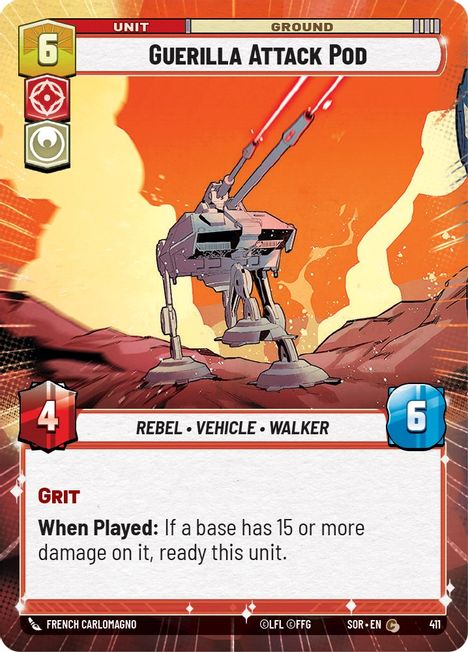 UNIT
GROUND
6
GUERILLA ATTACK POD
4
REBEL • VEHICLE • WALKER
6
GRIT
When Played: If a base has 15 or more
damage on it, ready this unit.
FRENCH CARLOMAGNO ©LFL ©FFG SOR • EN C 411